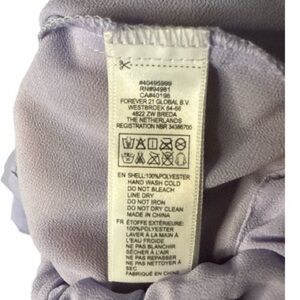 #40495999
RN#94981
CA#40198
FOREVER 21 GLOBAL B.V.
WESTBROEK 64-66
4822 ZW BREDA
THE NETHERLANDS
REGISTRATION NBR 34386700
EN SHELL:100%POLYESTER
HAND WASH COLD
DO NOT BLEACH
LINE DRY
DO NOT IRON
DO NOT DRY CLEAN
MADE IN CHINA
FR ÉTOFFE EXTÉRIEURE:
100%POLYESTER
LAVER À LA MAIN À
L'EAU FROIDE
NE PAS BLANCHIR
SÉCHER À L'AIR
NE PAS REPASSER
NE PAS NETTOYER À
SEC
FABRIQUÉ EN CHINE